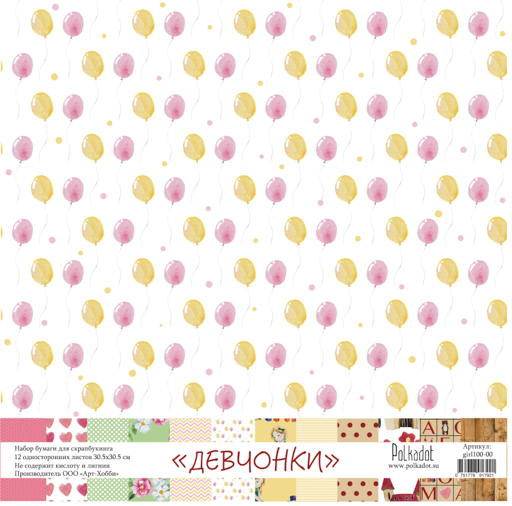 Набор бумаги для скрапбукинга
12 односторонних листов 30.5x30.5 см
Не содержит кислоту и лигнин
Производитель ООО «Арт-Хобби»
«ДЕВЧОНКИ»
Polkadot
www.polkadot.su
Артикул:
girl100-00